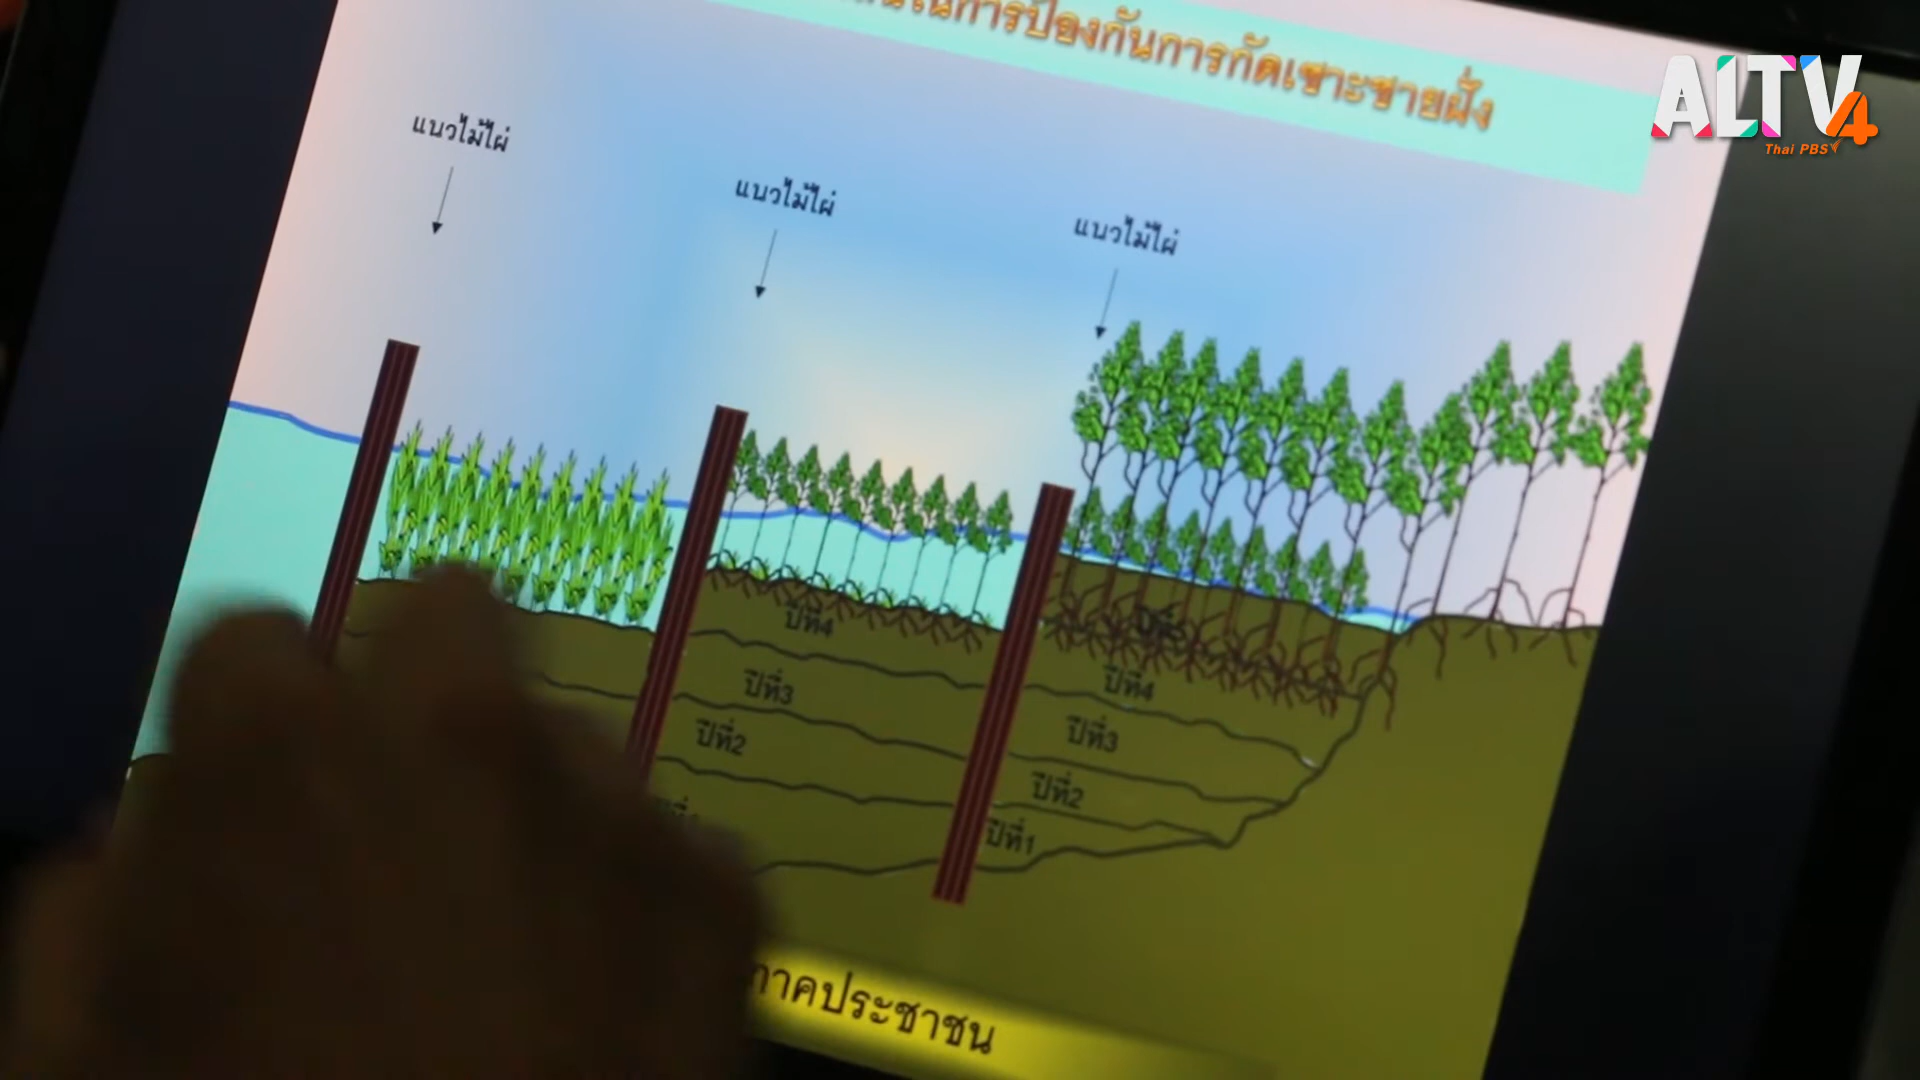 ในการป้องกันการกัดเซาะชายฝั่ง
ALTV4
Thai PBS
แนวไม้ไผ่
แนวไม้ไผ่
แนวไม้ไผ่
ปีที่4
ปีที่3
ปีที่2
ปีที่4
ปีที่3
ปีที่2
ปีที่1
ภาคประชาชน